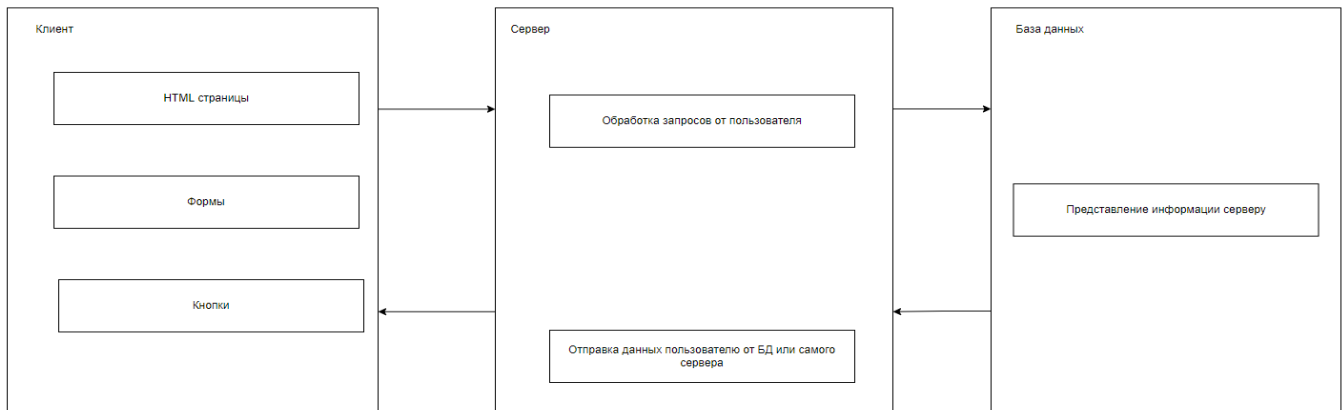 Клиент
HTML страницы
Формы
Кнопки
Сервер
Обработка запросов от пользователя
Отправка данных пользователю от БД или самого
сервера
База данных
Представление информации серверу